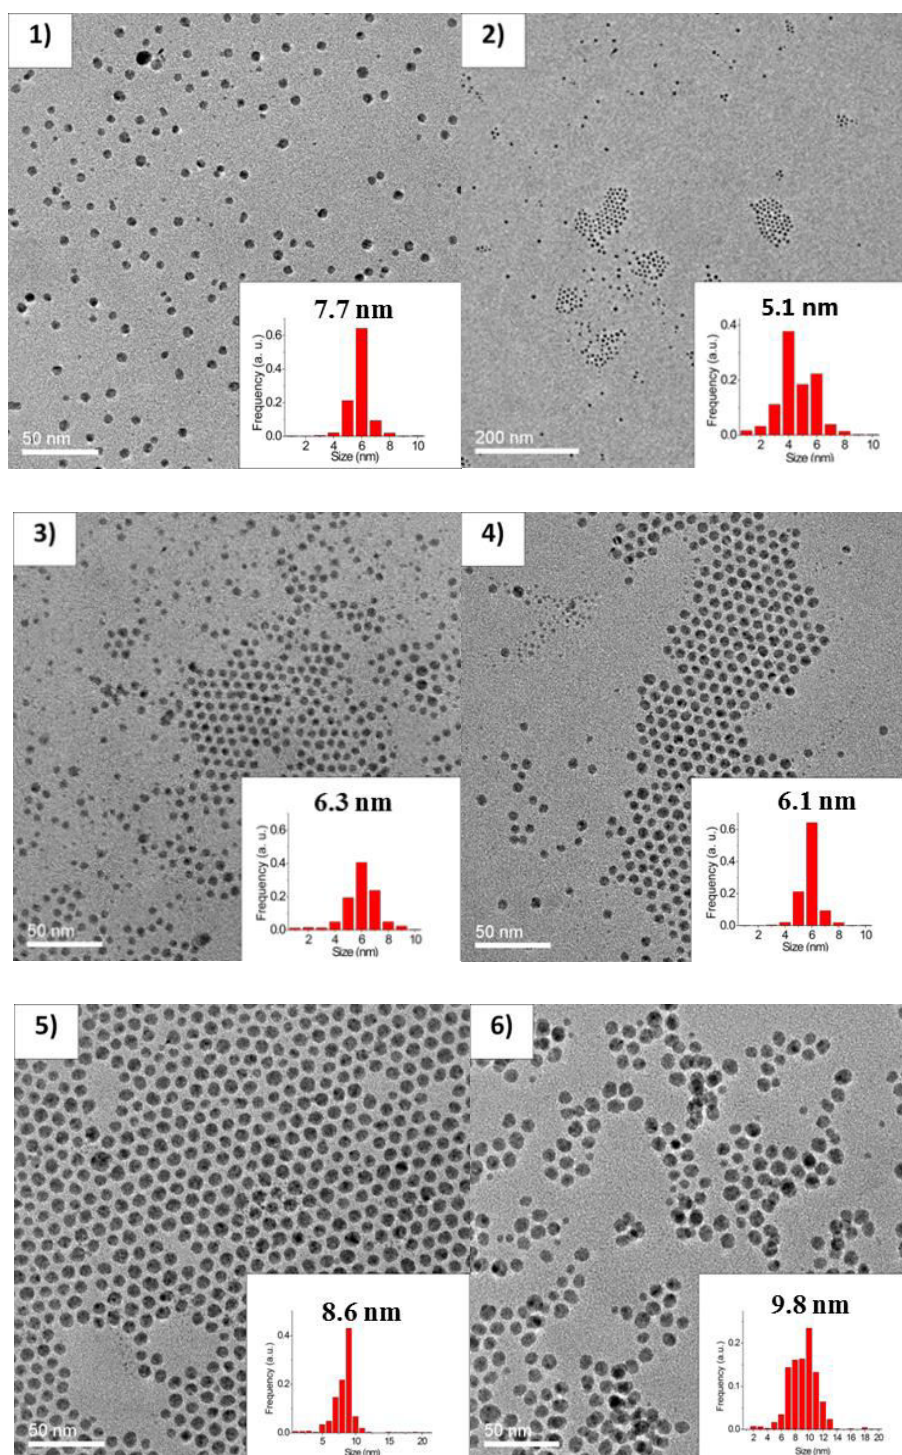 1)
7.7 nm
Frequency (a. u.)
0.6
0.4
0.2
0.0
2 4 6 8 10
Size (nm)
50 nm
2)
5.1 nm
Frequency (a. u.)
0.4
0.2
0.0
2 4 6 8 10
Size (nm)
200 nm
3)
6.3 nm
Frequency (a. u.)
0.6
0.4
0.2
0.0
2 4 6 8 10
Size (nm)
50 nm
4)
6.1 nm
Frequency (a. u.)
0.6
0.4
0.2
0.0
2 4 6 8 10
Size (nm)
50 nm
5)
8.6 nm
Frequency (a.u.)
0.4
0.2
0.0
5 10 15 20
Size (nm)
50 nm
6)
9.8 nm
Frequency (a.u.)
0.2
0.1
0.0
2 4 6 8 10 12 14 16 18 20
Size (nm)
50 nm